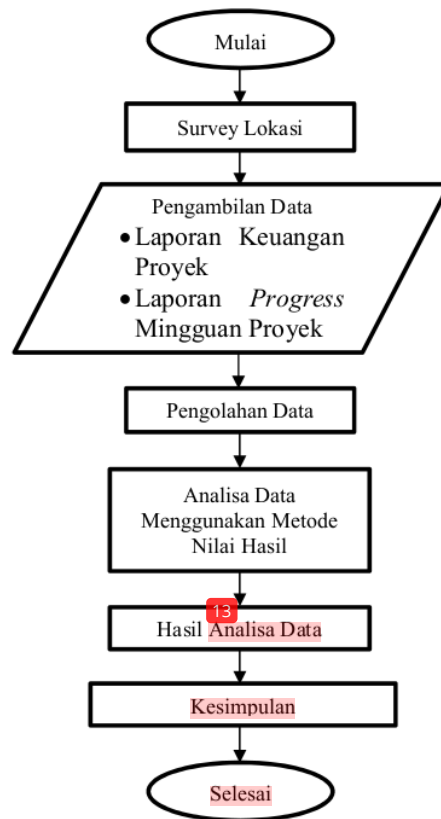 Mulai
Survey Lokasi
Pengambilan Data
• Laporan Keuangan
Proyek
• Laporan Progress
Mingguan Proyek
Pengolahan Data
Analisa Data
Menggunakan Metode
Nilai Hasil
13
Hasil Analisa Data
Kesimpulan
Selesai